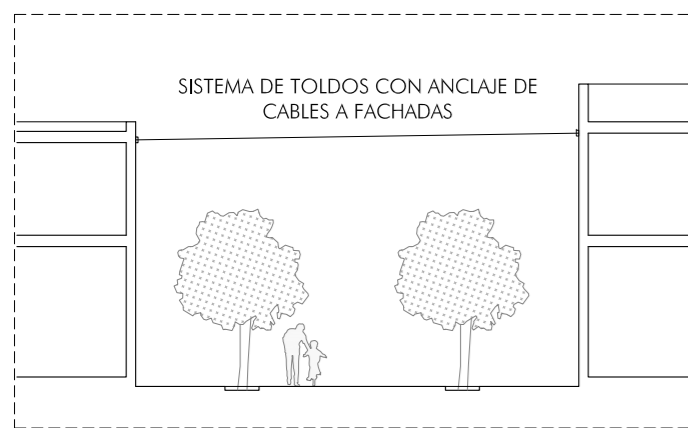 SISTEMA DE TOLDOS CON ANCLAJE DE
CABLES A FACHADAS